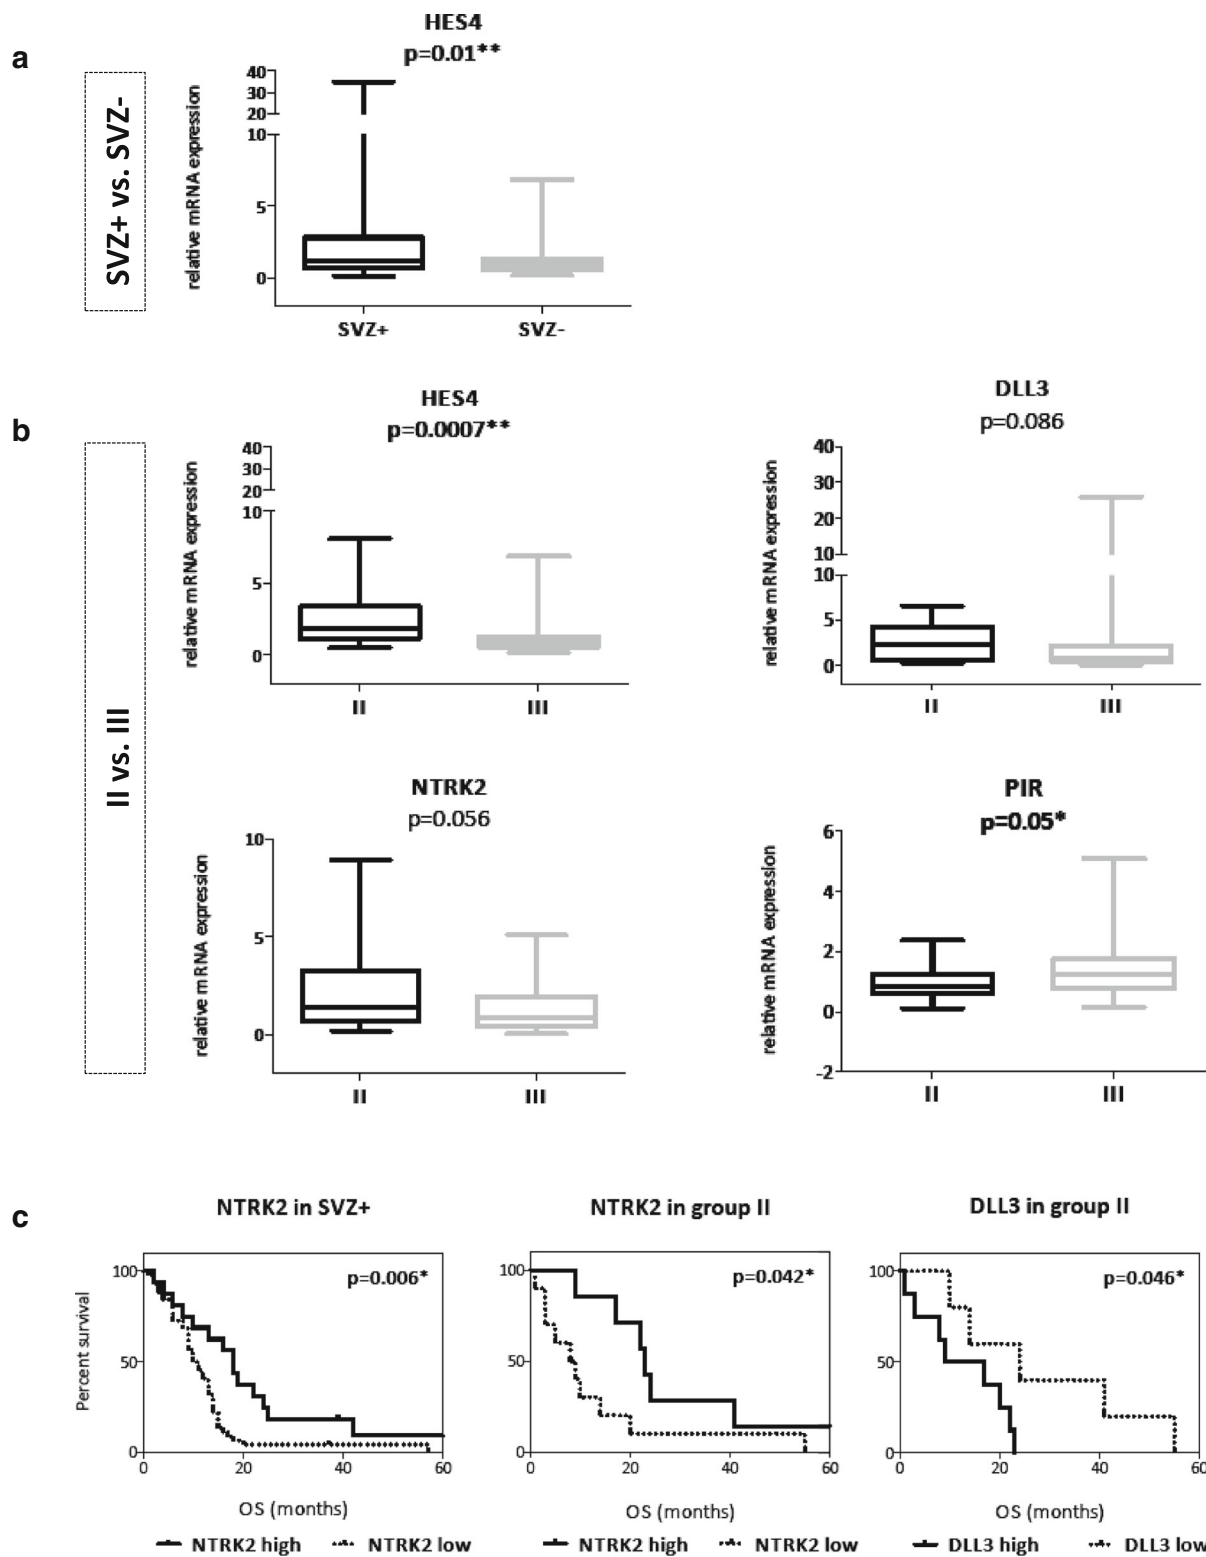 a
SVZ+ vs. SVZ-
HES4
p=0.01**
relative mRNA expression
40
30
20
10
5
0
SVZ+ SVZ-
b
II vs. III
HES4
p=0.0007**
relative mRNA expression
40
30
20
10
5
0
II III
DLL3
p=0.086
relative mRNA expression
40
30
20
10
10
5
0
II III
NTRK2
p=0.056
relative mRNA expression
10
5
0
II III
PIR
p=0.05*
relative mRNA expression
6
4
2
0
-2
II III
c
NTRK2 in SVZ+
p=0.006*
Percent survival
100
50
0
0 20 40 60
OS (months)
NTRK2 high NTRK2 low
NTRK2 in group II
p=0.042*
100
50
0
0 20 40 60
OS (months)
NTRK2 high NTRK2 low
DLL3 in group II
p=0.046*
100
50
0
0 20 40 60
OS (months)
DLL3 high DLL3 low